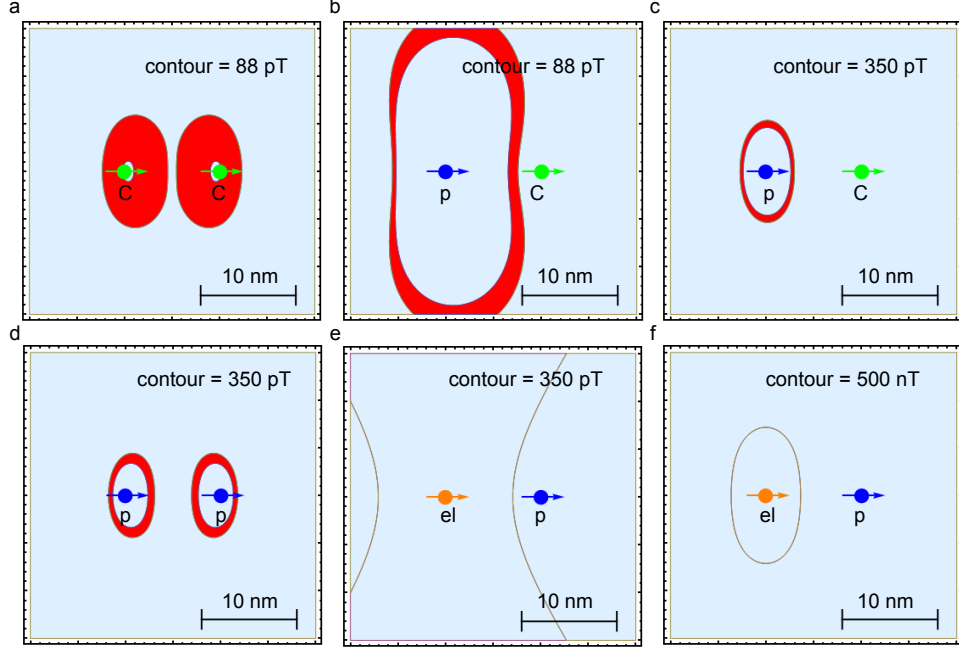 a
contour = 88 pT
C
C
10 nm
b
contour = 88 pT
p
C
10 nm
c
contour = 350 pT
p
C
10 nm
d
contour = 350 pT
p
p
10 nm
e
contour = 350 pT
el
p
10 nm
f
contour = 500 nT
el
p
10 nm